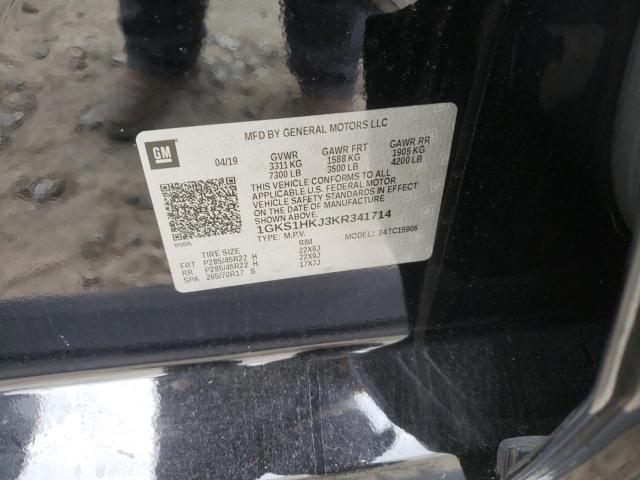 MFD BY GENERAL MOTORS LLC
GM
04/19 GVWR GAWR FRT GAWR RR
3311 KG 1588 KG 1905 KG
7300 LB 3500 LB 4200 LB
THIS VEHICLE CONFORMS TO ALL
APPLICABLE U.S. FEDERAL MOTOR
VEHICLE SAFETY STANDARDS IN EFFECT
ON THE DATE OF MANUFACTURE
SHOWN ABOVE.
1GKS1HKJ3KR341714
TYPE: M.P.V. MODEL: 34TC15906
TIRE SIZE RIM
FRT P285/45R22 H 22X9J
RR P285/45R22 H 22X9J
SPA 265/70R17 S 17X7J